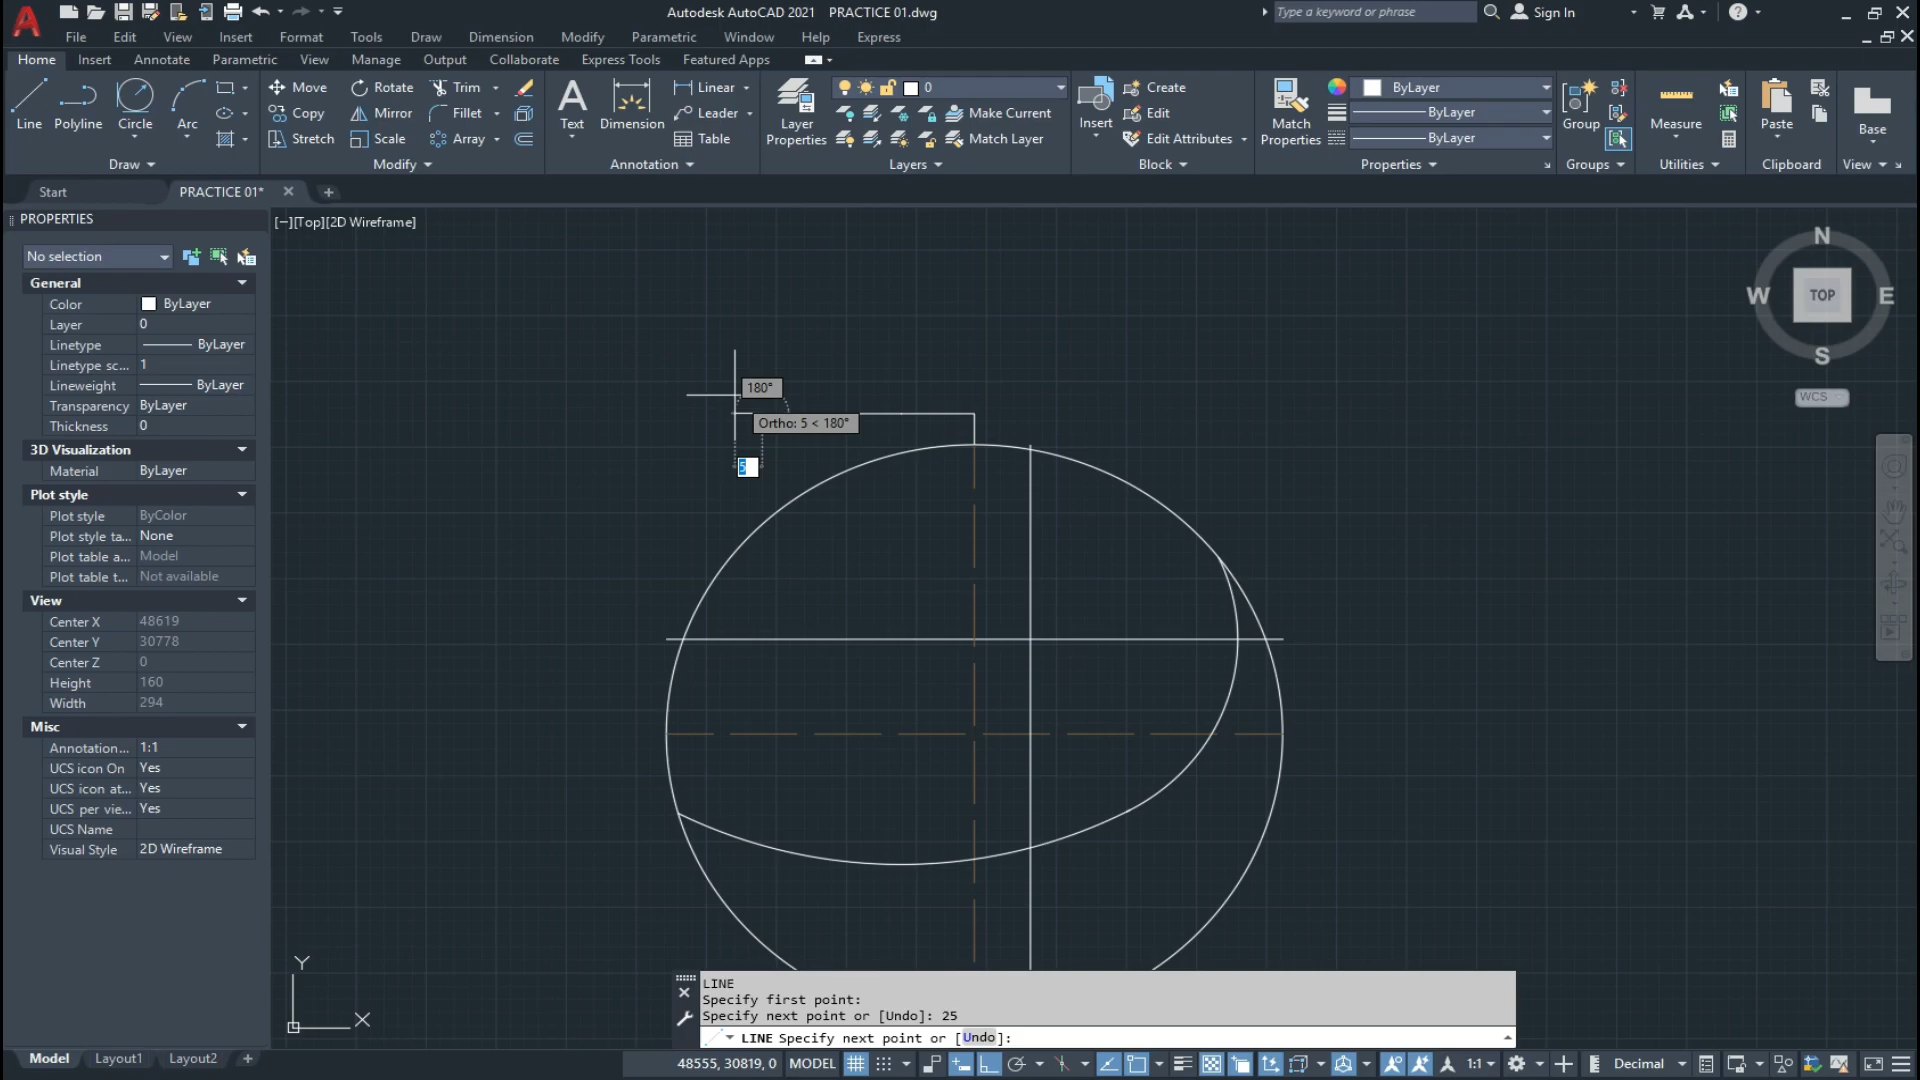 Autodesk AutoCAD 2021 PRACTICE 01.dwg
Type a keyword or phrase
Sign In
File Edit View Insert Format Tools Draw Dimension Modify Parametric Window Help Express
Home Insert Annotate Parametric View Manage Output Collaborate Express Tools Featured Apps
Line Polyline Circle Arc
Move Rotate Trim
Copy Mirror Fillet
Stretch Scale Array
Text Dimension
Linear
Leader
Table
Layer Properties
0
Make Current
Match Layer
Insert
Create
Edit
Edit Attributes
Match Properties
ByLayer
ByLayer
ByLayer
Group
Measure
Paste
Base
Draw Modify Annotation Layers Block Properties Groups Utilities Clipboard View
Start PRACTICE 01*
PROPERTIES
[−][Top][2D Wireframe]
No selection
General
Color ByLayer
Layer 0
Linetype ByLayer
Linetype sc... 1
Lineweight ByLayer
Transparency ByLayer
Thickness 0
3D Visualization
Material ByLayer
Plot style
Plot style ByColor
Plot style ta... None
Plot table a... Model
Plot table t... Not available
View
Center X 48619
Center Y 30778
Center Z 0
Height 160
Width 294
Misc
Annotation... 1:1
UCS icon On Yes
UCS icon at... Yes
UCS per vie... Yes
UCS Name
Visual Style 2D Wireframe
180°
Ortho: 5 < 180°
5
N
W TOP E
S
WCS
Y
X
LINE
Specify first point:
Specify next point or [Undo]: 25
LINE Specify next point or [Undo]:
Model Layout1 Layout2
48555, 30819, 0 MODEL 1:1 Decimal